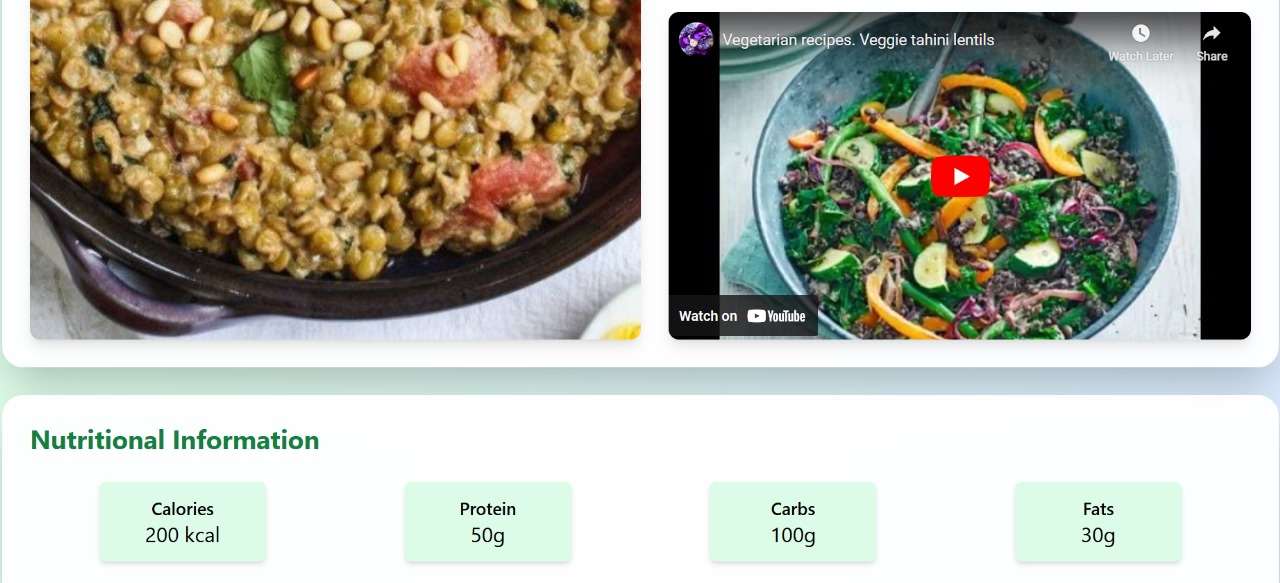 Vegetarian recipes. Veggie tahini lentils
Watch Later
Share
Watch on YouTube
Nutritional Information
Calories
200 kcal
Protein
50g
Carbs
100g
Fats
30g